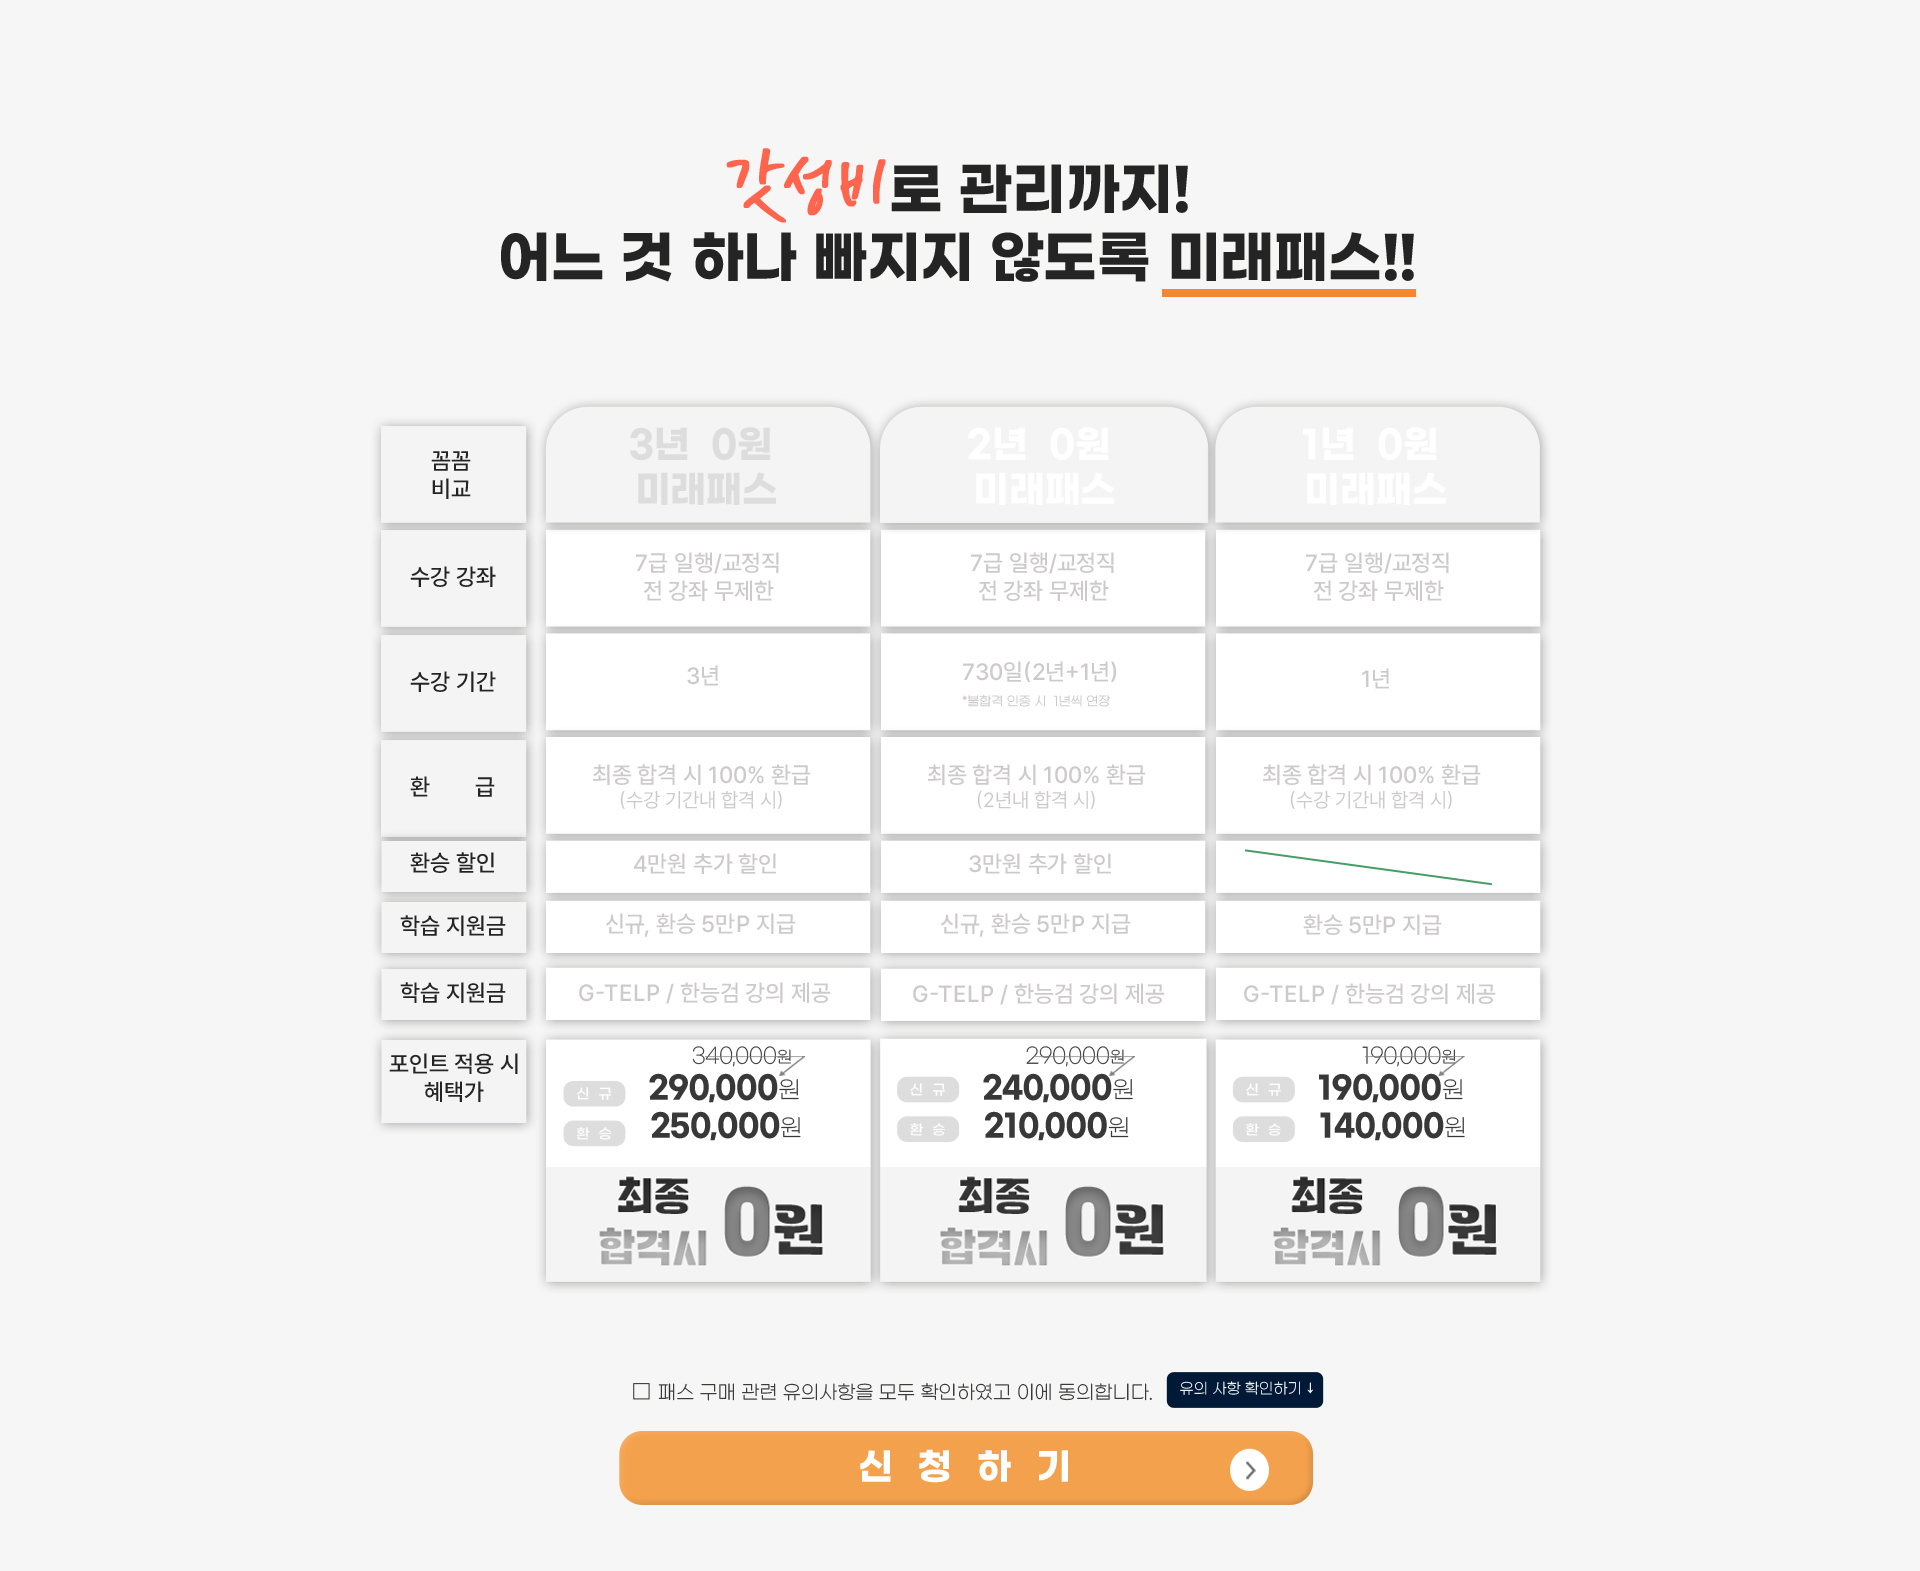 갓성비로 관리까지!
어느 것 하나 빠지지 않도록 미래패스!!
꼼꼼
비교
3년 0원
미래패스
2년 0원
미래패스
1년 0원
미래패스
수강 강좌
7급 일행/교정직
전 강좌 무제한
7급 일행/교정직
전 강좌 무제한
7급 일행/교정직
전 강좌 무제한
수강 기간
3년
730일(2년+1년)
*불합격 인증 시 1년씩 연장
1년
환 급
최종 합격 시 100% 환급
(수강 기간내 합격 시)
최종 합격 시 100% 환급
(2년내 합격 시)
최종 합격 시 100% 환급
(수강 기간내 합격 시)
환승 할인
4만원 추가 할인
3만원 추가 할인
학습 지원금
신규, 환승 5만P 지급
신규, 환승 5만P 지급
환승 5만P 지급
학습 지원금
G-TELP / 한능검 강의 제공
G-TELP / 한능검 강의 제공
G-TELP / 한능검 강의 제공
포인트 적용 시
혜택가
340,000원
신 규 290,000원
환 승 250,000원
최종
합격시 0원
290,000원
신 규 240,000원
환 승 210,000원
최종
합격시 0원
190,000원
신 규 190,000원
환 승 140,000원
최종
합격시 0원
☐ 패스 구매 관련 유의사항을 모두 확인하였고 이에 동의합니다.
유의 사항 확인하기 ↓
신 청 하 기